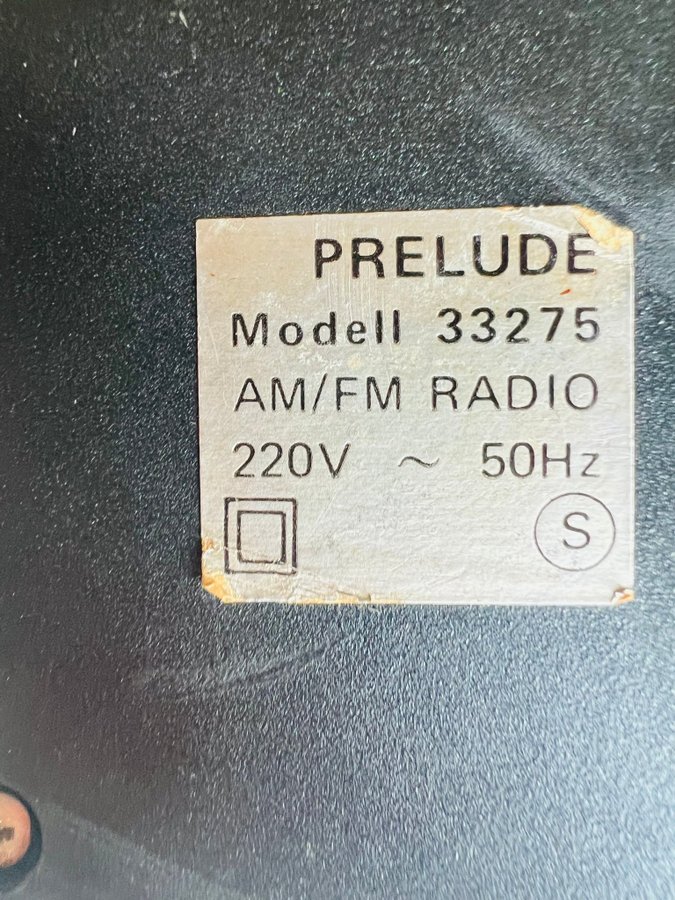 PRELUDE
Modell 33275
AM/FM RADIO
220V ~ 50Hz
S